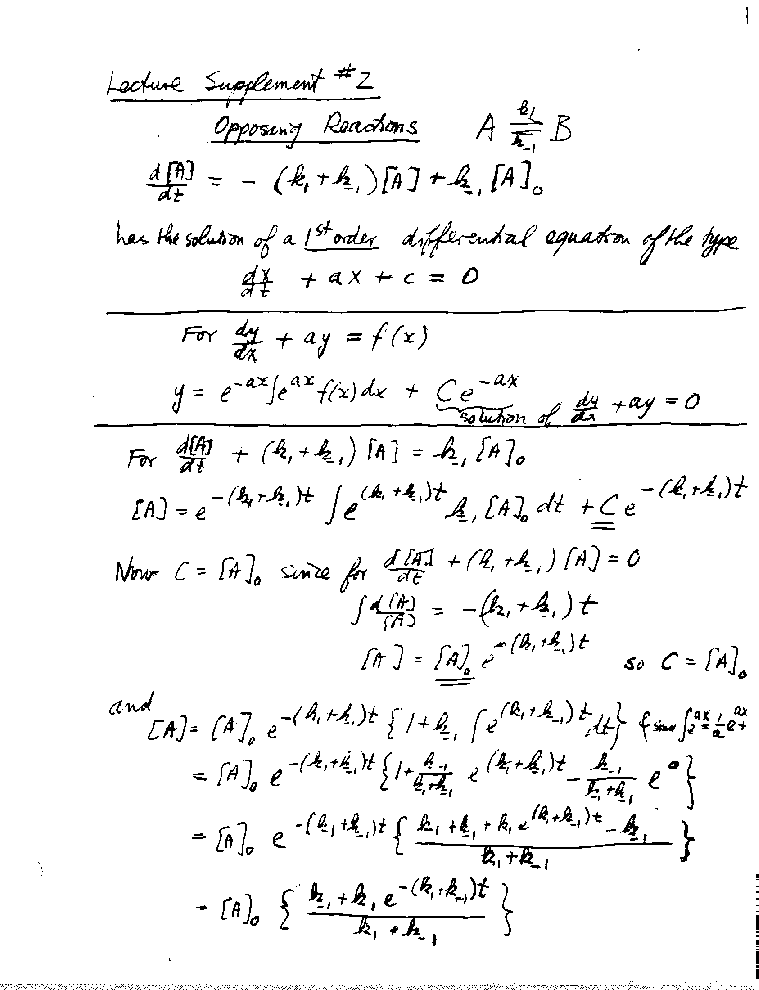 1
Lecture Supplement #2
Opposing Reactions A k₁/k₋₁ B
d[A]/dt = - (k₁+k₋₁)[A] + k₋₁[A]₀
has the solution of a 1st order differential equation of the type
dx/dt + ax + c = 0
For dy/dx + ay = f(x)
y = e^(-ax) ∫e^(ax) f(x)dx + Ce^(-ax)
solution of dy/dx + ay = 0
For d[A]/dt + (k₁+k₋₁)[A] = k₋₁[A]₀
[A] = e^(-(k₁+k₋₁)t) ∫e^((k₁+k₋₁)t) k₋₁[A]₀dt + Ce^(-(k₁+k₋₁)t)
Now C = [A]₀ since for d[A]/dt + (k₁+k₋₁)[A] = 0
∫d[A]/[A] = -(k₁+k₋₁)t
[A] = [A]₀ e^(-(k₁+k₋₁)t) so C = [A]₀
and
[A] = [A]₀ e^(-(k₁+k₋₁)t) {1+k₋₁ ∫e^((k₁+k₋₁)t)dt} ∫e^(ax) = 1/a e^(ax) +
= [A]₀ e^(-(k₁+k₋₁)t) {1+ k₋₁/(k₁+k₋₁) e^((k₁+k₋₁)t) - k₋₁/(k₁+k₋₁) e⁰}
= [A]₀ e^(-(k₁+k₋₁)t) {(k₁+k₋₁+k₁e^((k₁+k₋₁)t) - k₋₁)/(k₁+k₋₁)}
= [A]₀ {(k₋₁+k₁e^(-(k₁+k₋₁)t))/(k₁+k₋₁)}